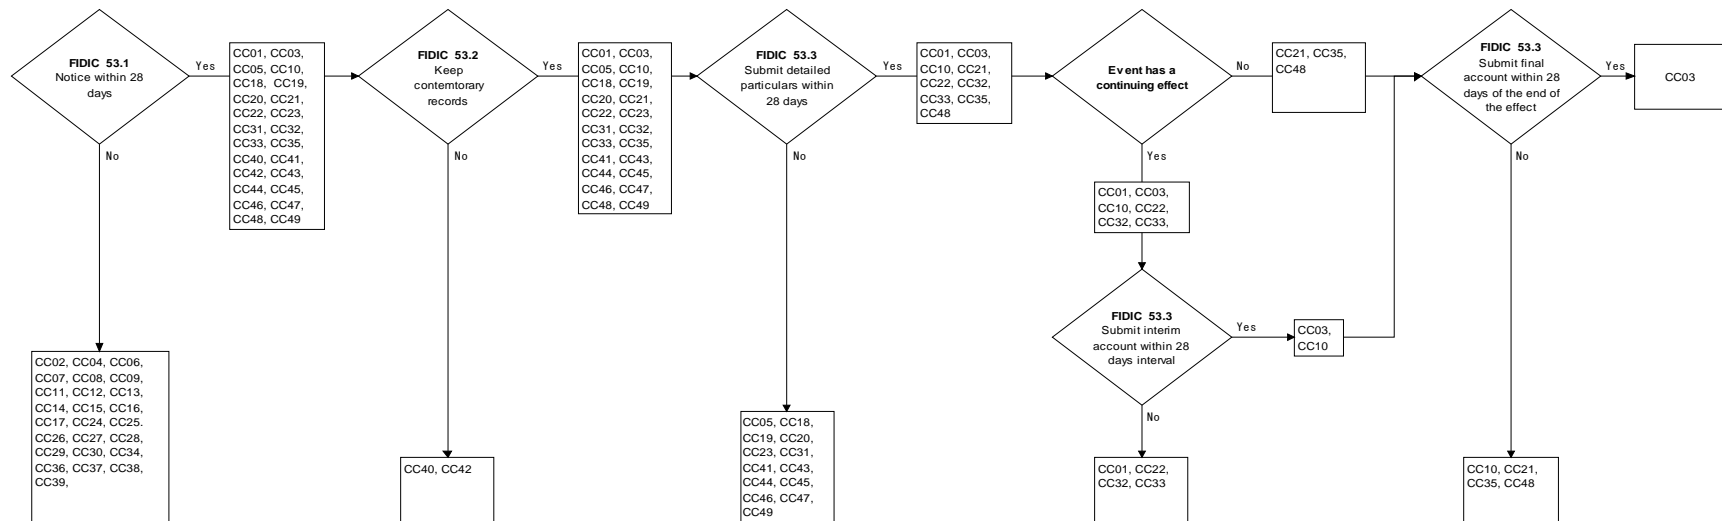 FIDIC 53.1
Notice within 28
days
Yes
No
CC01, CC03,
CC05, CC10,
CC18, CC19,
CC20, CC21,
CC22, CC23,
CC31, CC32,
CC33, CC35,
CC40, CC41,
CC42, CC43,
CC44, CC45,
CC46, CC47,
CC48, CC49
CC02, CC04, CC06,
CC07, CC08, CC09,
CC11, CC12, CC13,
CC14, CC15, CC16,
CC17, CC24, CC25.
CC26, CC27, CC28,
CC29, CC30, CC34,
CC36, CC37, CC38,
CC39,
FIDIC 53.2
Keep
contemtorary
records
Yes
No
CC01, CC03,
CC05, CC10,
CC18, CC19,
CC20, CC21,
CC22, CC23,
CC31, CC32,
CC33, CC35,
CC41, CC43,
CC44, CC45,
CC46, CC47,
CC48, CC49
CC40, CC42
FIDIC 53.3
Submit detailed
particulars within
28 days
Yes
No
CC01, CC03,
CC10, CC21,
CC22, CC32,
CC33, CC35,
CC48
CC05, CC18,
CC19, CC20,
CC23, CC31,
CC41, CC43,
CC44, CC45,
CC46, CC47,
CC49
Event has a
continuing effect
No
Yes
CC21, CC35,
CC48
CC01, CC03,
CC10, CC22,
CC32, CC33,
FIDIC 53.3
Submit interim
account within 28
days interval
Yes
No
CC03,
CC10
CC01, CC22,
CC32, CC33
FIDIC 53.3
Submit final
account within 28
days of the end of
the effect
Yes
No
CC03
CC10, CC21,
CC35, CC48